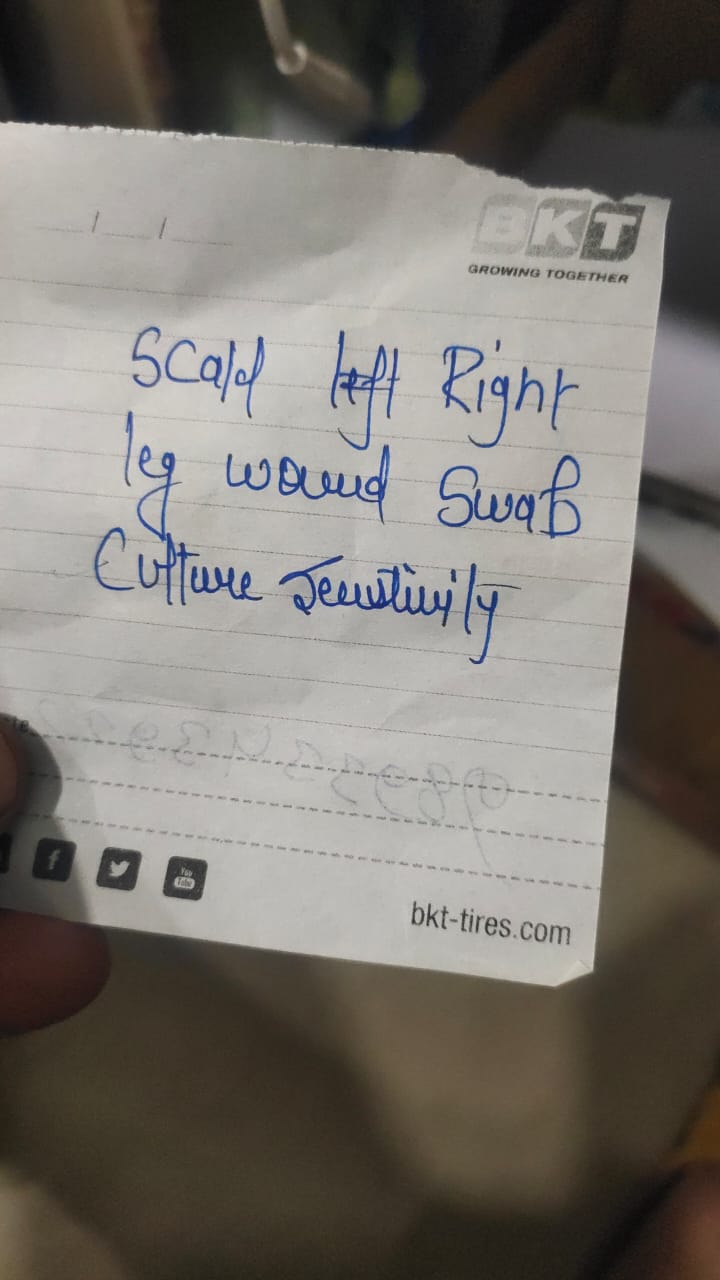 / /
BKT
GROWING TOGETHER
Scald left Right
leg wound Swab
Culture Sensitivity
bkt-tires.com